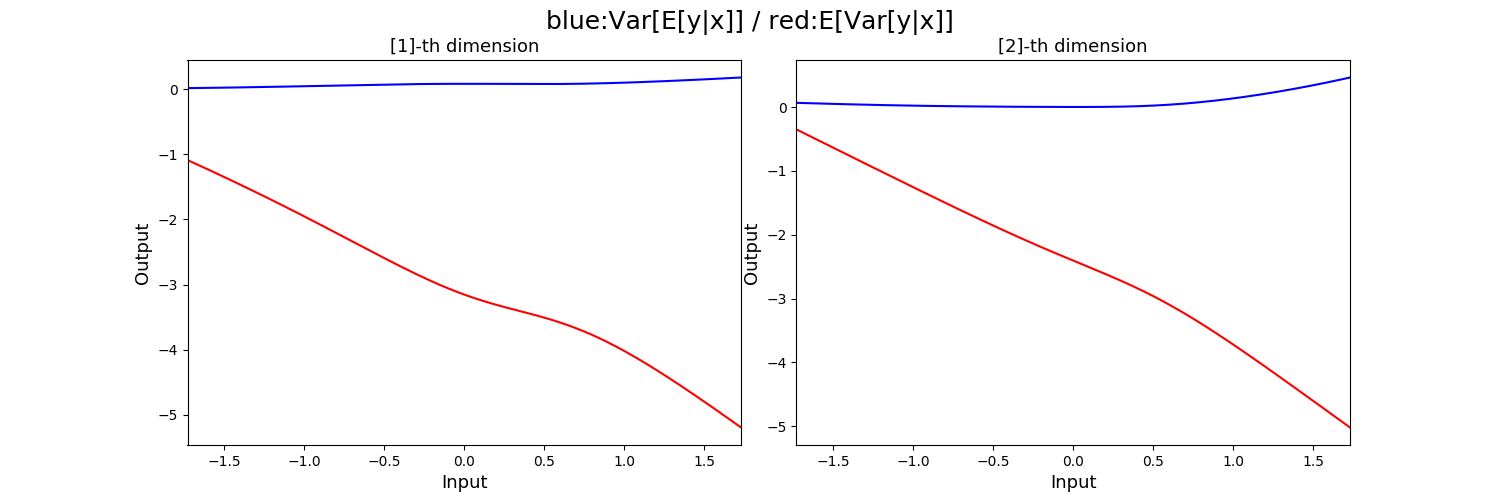 blue:Var[E[y|x]] / red:E[Var[y|x]]
[1]-th dimension
0
−1
−2
−3
−4
−5
Output
−1.5 −1.0 −0.5 0.0 0.5 1.0 1.5
Input
[2]-th dimension
0
−1
−2
−3
−4
−5
Output
−1.5 −1.0 −0.5 0.0 0.5 1.0 1.5
Input